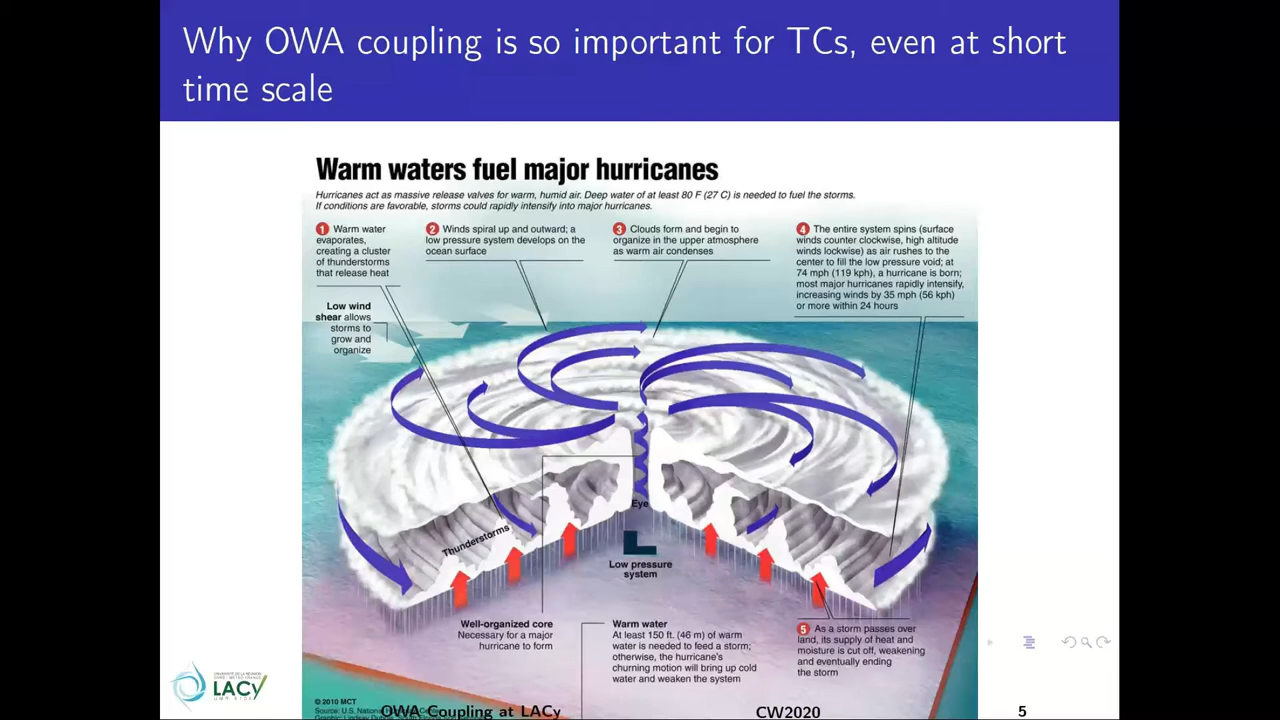 Why OWA coupling is so important for TCs, even at short
time scale
Warm waters fuel major hurricanes
Hurricanes act as massive release valves for warm, humid air. Deep water of at least 80 F (27 C) is needed to fuel the storms.
If conditions are favorable, storms could rapidly intensify into major hurricanes.
1 Warm water
evaporates,
creating a cluster
of thunderstorms
that release heat
2 Winds spiral up and outward; a
low pressure system develops on the
ocean surface
3 Clouds form and begin to
organize in the upper atmosphere
as warm air condenses
4 The entire system spins (surface
winds counter clockwise, high altitude
winds lockwise) as air rushes to the
center to fill the low pressure void; at
74 mph (119 kph), a hurricane is born;
most major hurricanes rapidly intensify,
increasing winds by 35 mph (56 kph)
or more within 24 hours
Low wind
shear allows
storms to
grow and
organize
Eye
Thunderstorms
L
Low pressure
system
Well-organized core
Necessary for a major
hurricane to form
Warm water
At least 150 ft. (46 m) of warm
water is needed to feed a storm;
otherwise, the hurricane's
churning motion will bring up cold
water and weaken the system
5 As a storm passes over
land, its supply of heat and
moisture is cut off, weakening
and eventually ending
the storm
LACy
© 2010 MCT
Source: U.S. National
OWA Coupling at LACy
CW2020
5